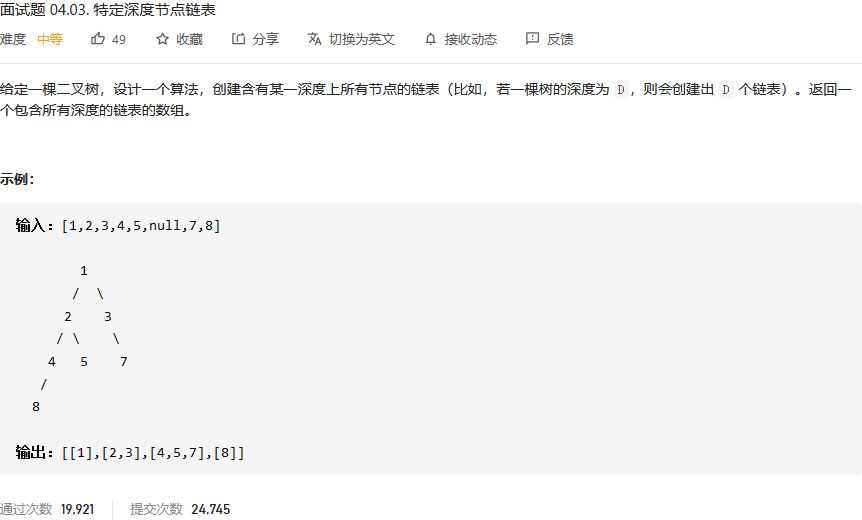 面试题 04.03. 特定深度节点链表
难度 中等 49 收藏 分享 切换为英文 接收动态 反馈
给定一棵二叉树，设计一个算法，创建含有某一深度上所有节点的链表（比如，若一棵树的深度为 D，则会创建出 D 个链表）。返回一
个包含所有深度的链表的数组。
示例：
输入：[1,2,3,4,5,null,7,8]
1
/ \
2 3
/ \ \
4 5 7
/
8
输出：[[1],[2,3],[4,5,7],[8]]
通过次数 19,921 提交次数 24,745